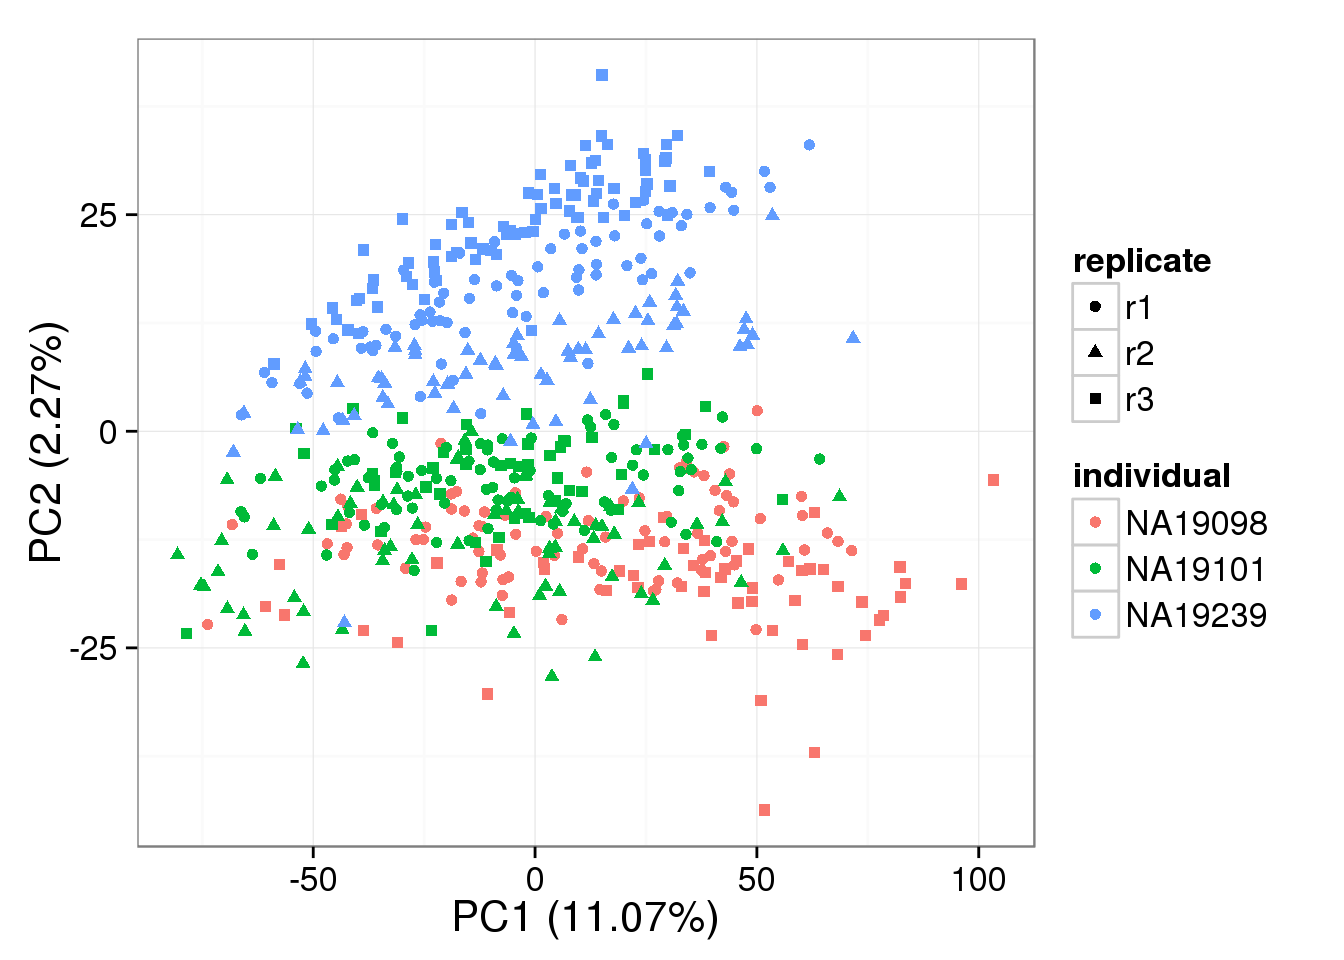 25
0
-25
-50
0
50
100
PC1 (11.07%)
PC2 (2.27%)
replicate
r1
r2
r3
individual
NA19098
NA19101
NA19239